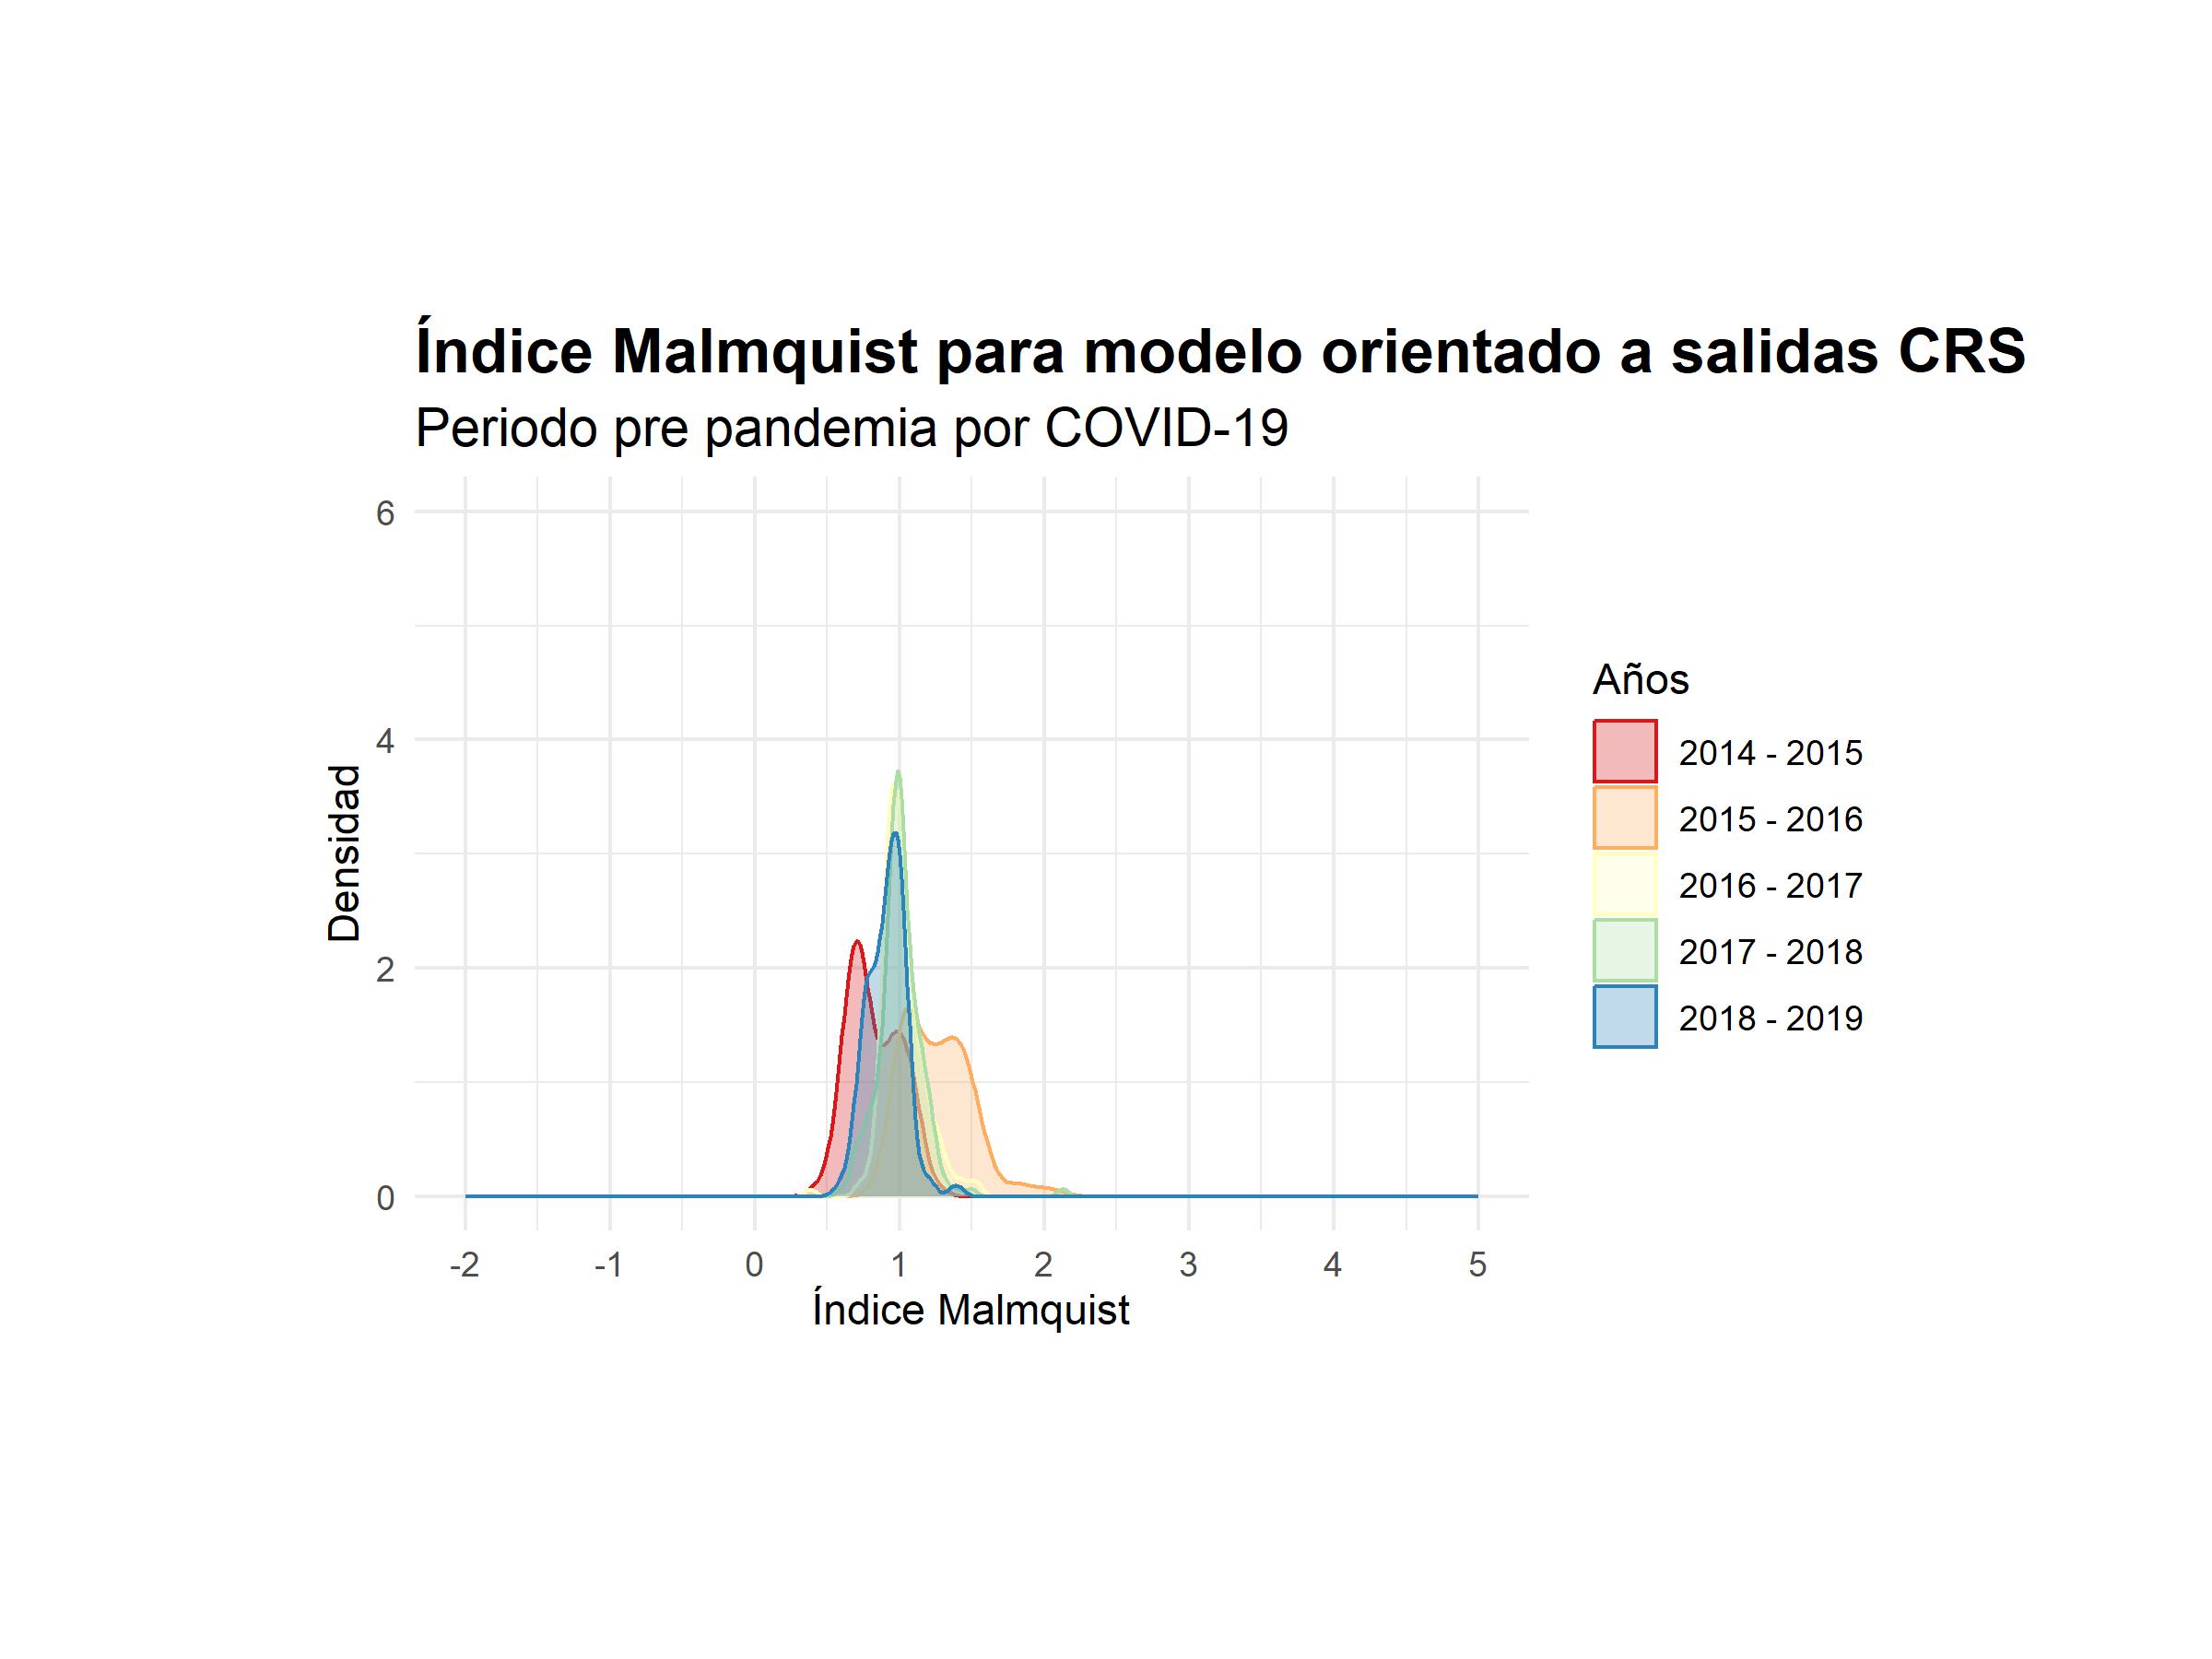 Índice Malmquist para modelo orientado a salidas CRS
Periodo pre pandemia por COVID-19
6
4
2
0
Densidad
-2 -1 0 1 2 3 4 5
Índice Malmquist
Años
2014 - 2015
2015 - 2016
2016 - 2017
2017 - 2018
2018 - 2019